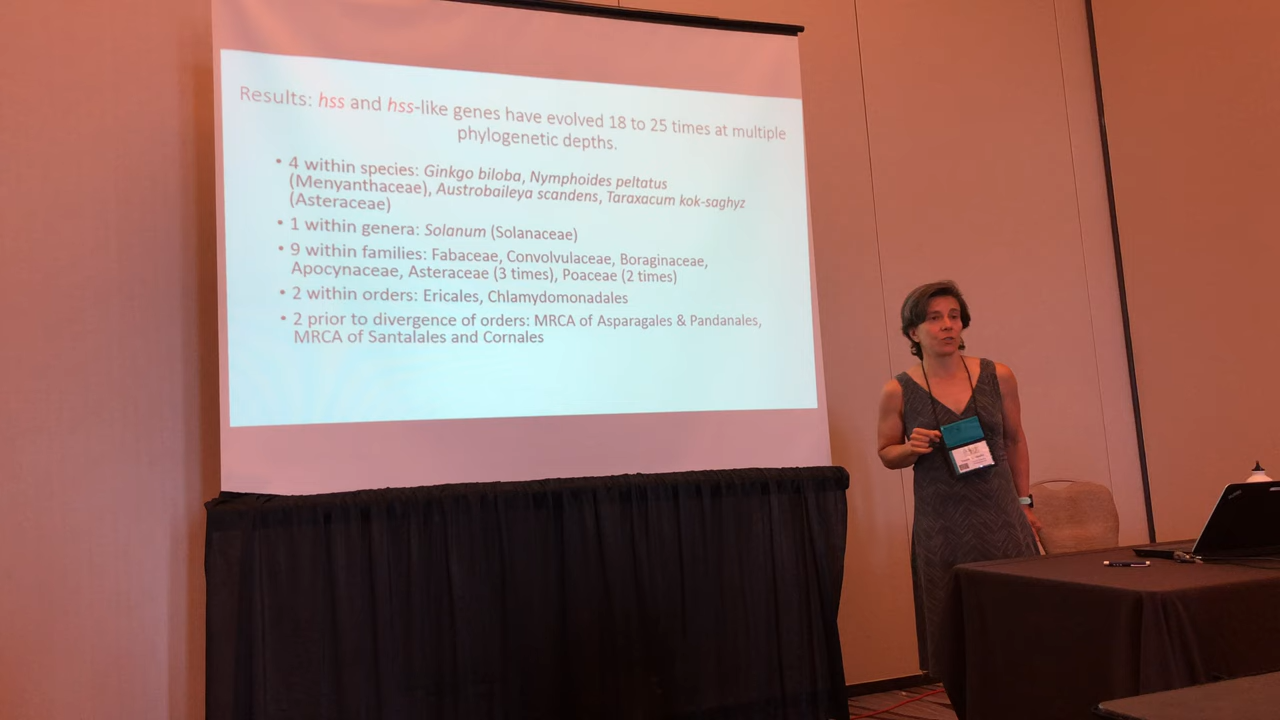 Results: hss and hss-like genes have evolved 18 to 25 times at multiple
phylogenetic depths.
• 4 within species: Ginkgo biloba, Nymphoides peltatus
(Menyanthaceae), Austrobaileya scandens, Taraxacum kok-saghyz
(Asteraceae)
• 1 within genera: Solanum (Solanaceae)
• 9 within families: Fabaceae, Convolvulaceae, Boraginaceae,
Apocynaceae, Asteraceae (3 times), Poaceae (2 times)
• 2 within orders: Ericales, Chlamydomonadales
• 2 prior to divergence of orders: MRCA of Asparagales & Pandanales,
MRCA of Santalales and Cornales